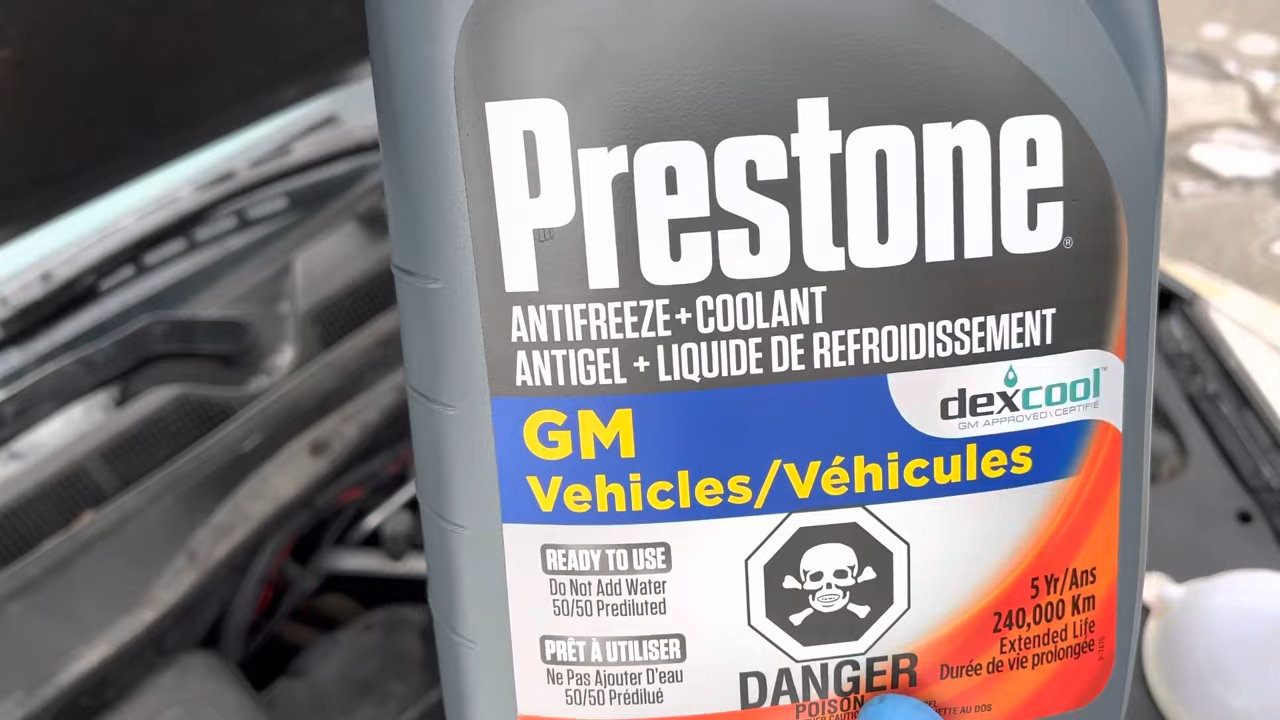 Prestone®
ANTIFREEZE + COOLANT
ANTIGEL + LIQUIDE DE REFROIDISSEMENT
dexcool™
GM APPROVED\CERTIFIÉ
GM
Vehicles/Véhicules
READY TO USE
Do Not Add Water
50/50 Prediluted
PRÊT À UTILISER
Ne Pas Ajouter D'eau
50/50 Prédilué
DANGER
POISON
5 Yr/Ans
240,000 Km
Extended Life
Durée de vie prolongée